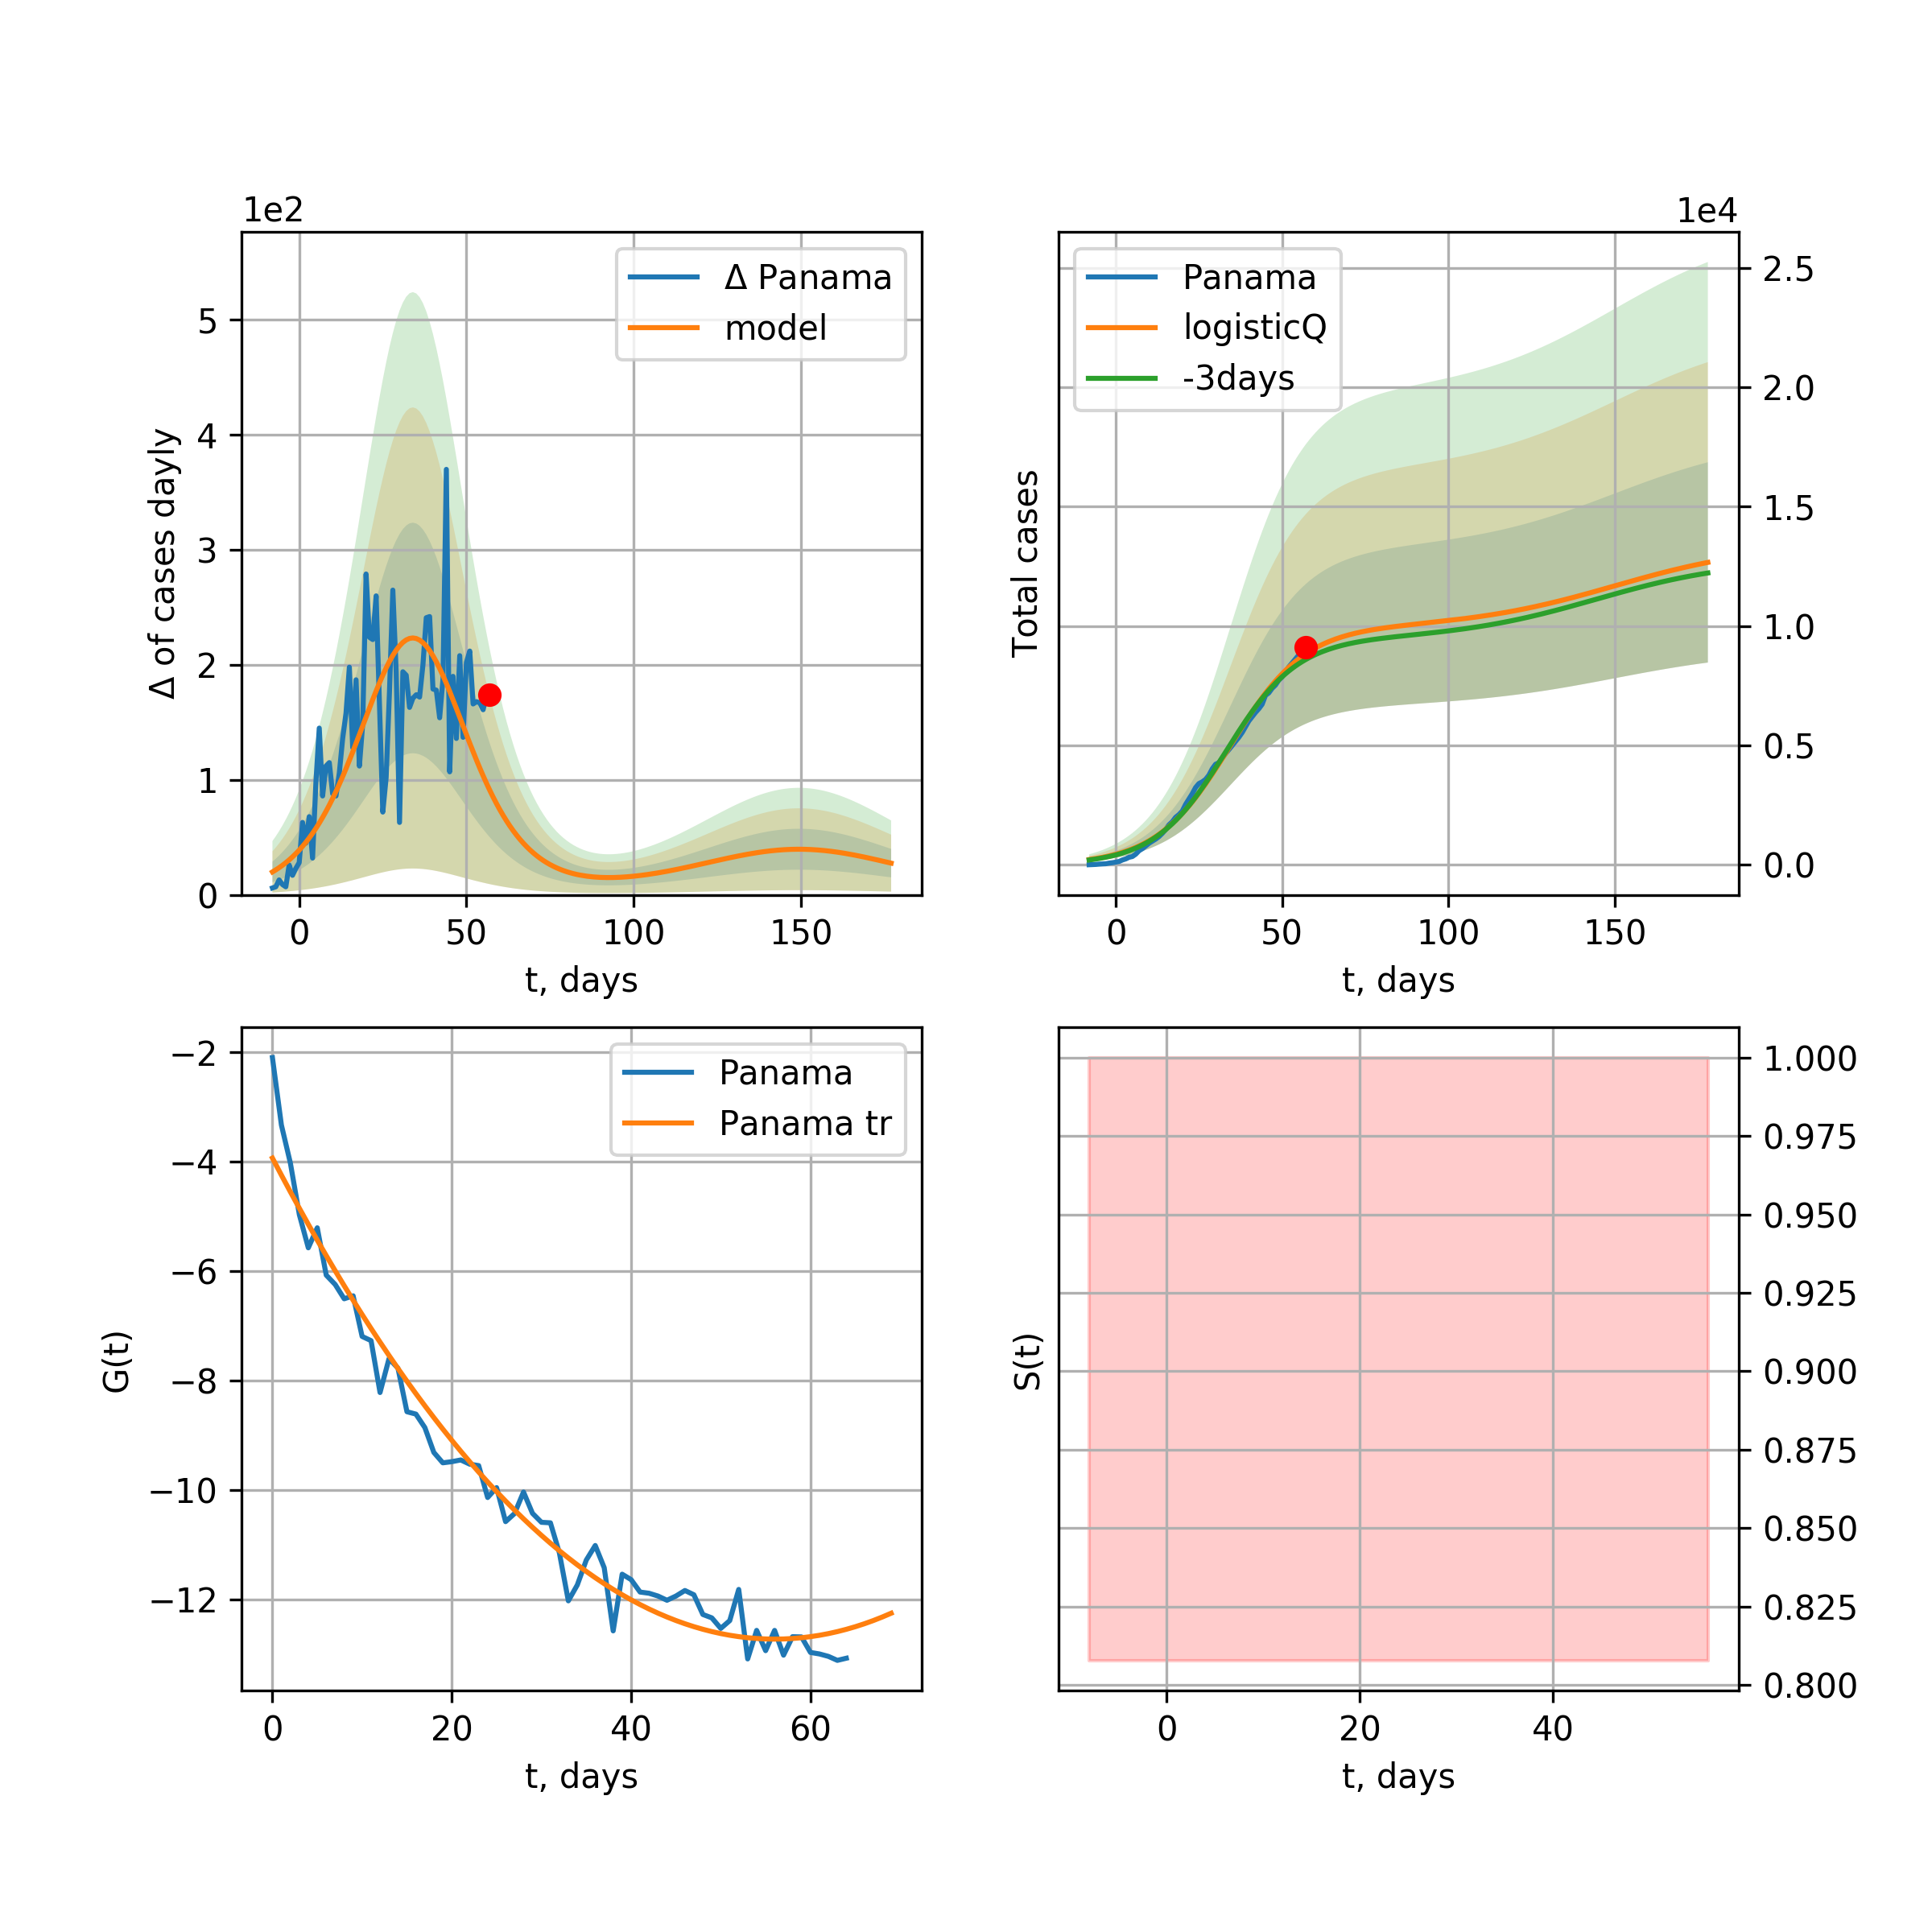 1e2
Δ Panama
model
5
4
3
2
1
0
Δ of cases dayly
0 50 100 150
t, days
1e4
Panama
logisticQ
-3days
2.5
2.0
1.5
1.0
0.5
0.0
Total cases
0 50 100 150
t, days
Panama
Panama tr
−2
−4
−6
−8
−10
−12
G(t)
0 20 40 60
t, days
1.000
0.975
0.950
0.925
0.900
0.875
0.850
0.825
0.800
S(t)
0 20 40
t, days